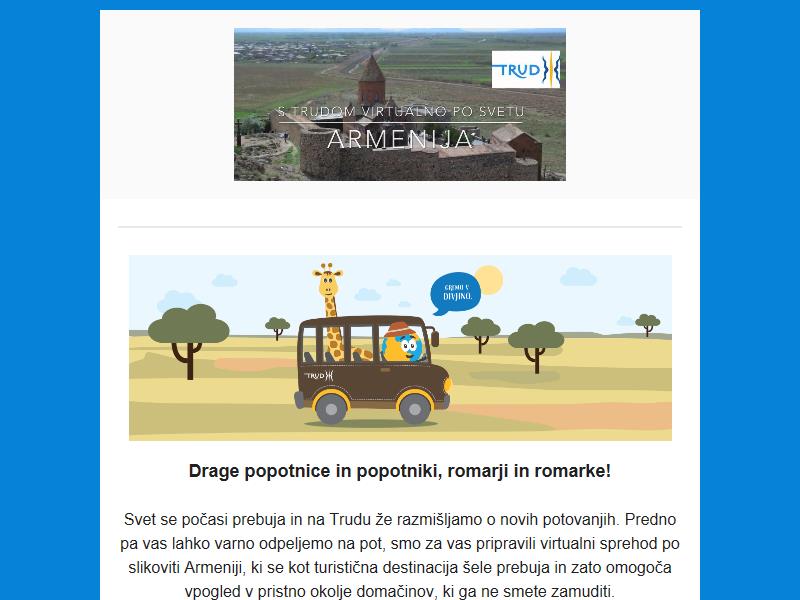 TRUD
S TRUDOM VIRTUALNO PO SVETU
ARMENIJA
GREMO V
DIVJINO.
TRUD
Drage popotnice in popotniki, romarji in romarke!
Svet se počasi prebuja in na Trudu že razmišljamo o novih potovanjih. Predno
pa vas lahko varno odpeljemo na pot, smo za vas pripravili virtualni sprehod po
slikoviti Armeniji, ki se kot turistična destinacija šele prebuja in zato omogoča
vpogled v pristno okolje domačinov, ki ga ne smete zamuditi.